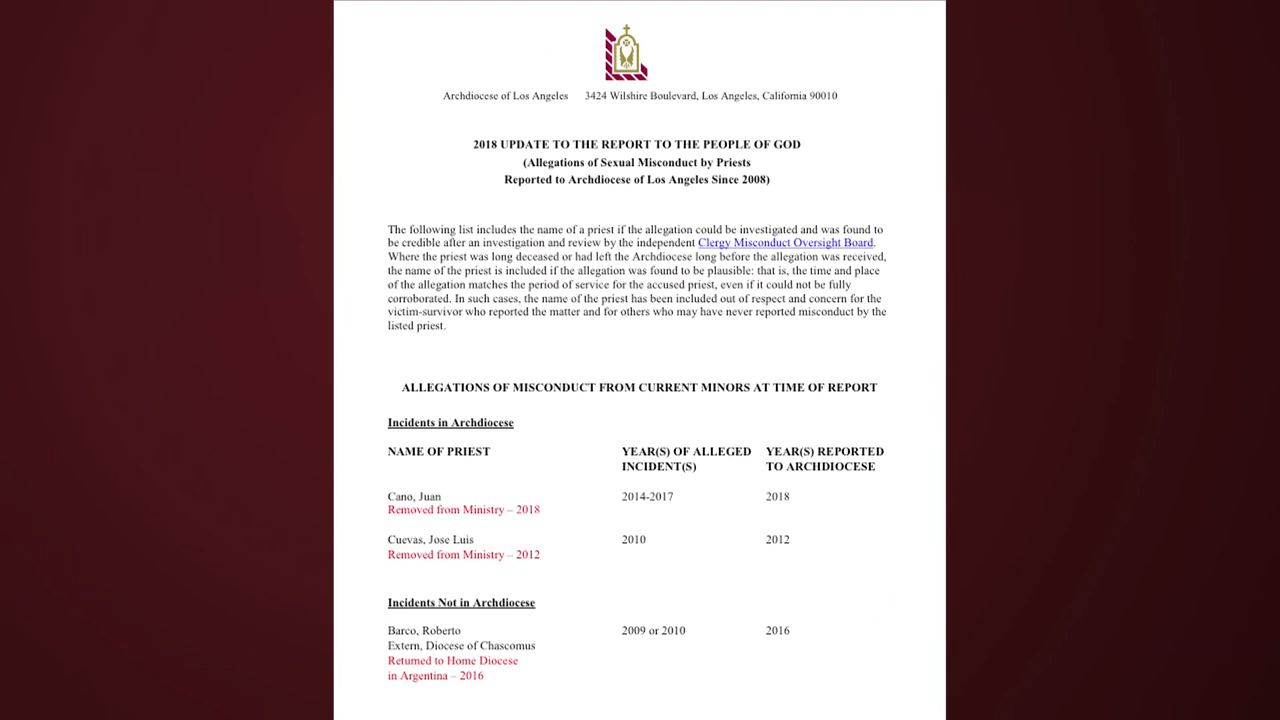 Archdiocese of Los Angeles 3424 Wilshire Boulevard, Los Angeles, California 90010
2018 UPDATE TO THE REPORT TO THE PEOPLE OF GOD
(Allegations of Sexual Misconduct by Priests
Reported to Archdiocese of Los Angeles Since 2008)
The following list includes the name of a priest if the allegation could be investigated and was found to
be credible after an investigation and review by the independent Clergy Misconduct Oversight Board.
Where the priest was long deceased or had left the Archdiocese long before the allegation was received,
the name of the priest is included if the allegation was found to be plausible: that is, the time and place
of the allegation matches the period of service for the accused priest, even if it could not be fully
corroborated. In such cases, the name of the priest has been included out of respect and concern for the
victim-survivor who reported the matter and for others who may have never reported misconduct by the
listed priest.
ALLEGATIONS OF MISCONDUCT FROM CURRENT MINORS AT TIME OF REPORT
Incidents in Archdiocese
NAME OF PRIEST YEAR(S) OF ALLEGED YEAR(S) REPORTED
INCIDENT(S) TO ARCHDIOCESE
Cano, Juan 2014-2017 2018
Removed from Ministry – 2018
Cuevas, Jose Luis 2010 2012
Removed from Ministry – 2012
Incidents Not in Archdiocese
Barco, Roberto 2009 or 2010 2016
Extern, Diocese of Chascomus
Returned to Home Diocese
in Argentina – 2016